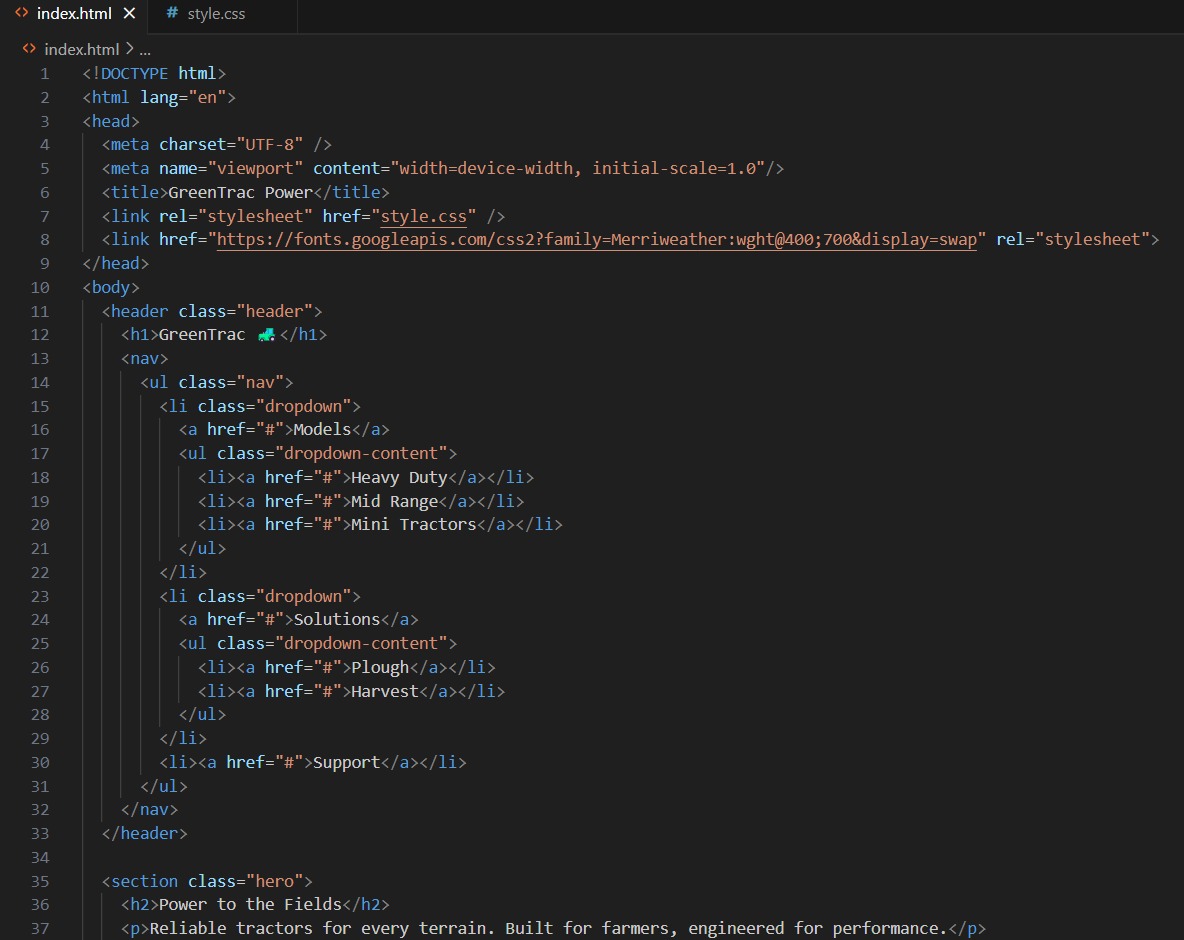 index.html
style.css
index.html > ...
1 <!DOCTYPE html>
2 <html lang="en">
3 <head>
4   <meta charset="UTF-8" />
5   <meta name="viewport" content="width=device-width, initial-scale=1.0"/>
6   <title>GreenTrac Power</title>
7   <link rel="stylesheet" href="style.css" />
8   <link href="https://fonts.googleapis.com/css2?family=Merriweather:wght@400;700&display=swap" rel="stylesheet">
9 </head>
10 <body>
11   <header class="header">
12     <h1>GreenTrac 🚜</h1>
13     <nav>
14       <ul class="nav">
15         <li class="dropdown">
16           <a href="#">Models</a>
17           <ul class="dropdown-content">
18             <li><a href="#">Heavy Duty</a></li>
19             <li><a href="#">Mid Range</a></li>
20             <li><a href="#">Mini Tractors</a></li>
21           </ul>
22         </li>
23         <li class="dropdown">
24           <a href="#">Solutions</a>
25           <ul class="dropdown-content">
26             <li><a href="#">Plough</a></li>
27             <li><a href="#">Harvest</a></li>
28           </ul>
29         </li>
30         <li><a href="#">Support</a></li>
31       </ul>
32     </nav>
33   </header>
34
35   <section class="hero">
36     <h2>Power to the Fields</h2>
37     <p>Reliable tractors for every terrain. Built for farmers, engineered for performance.</p>